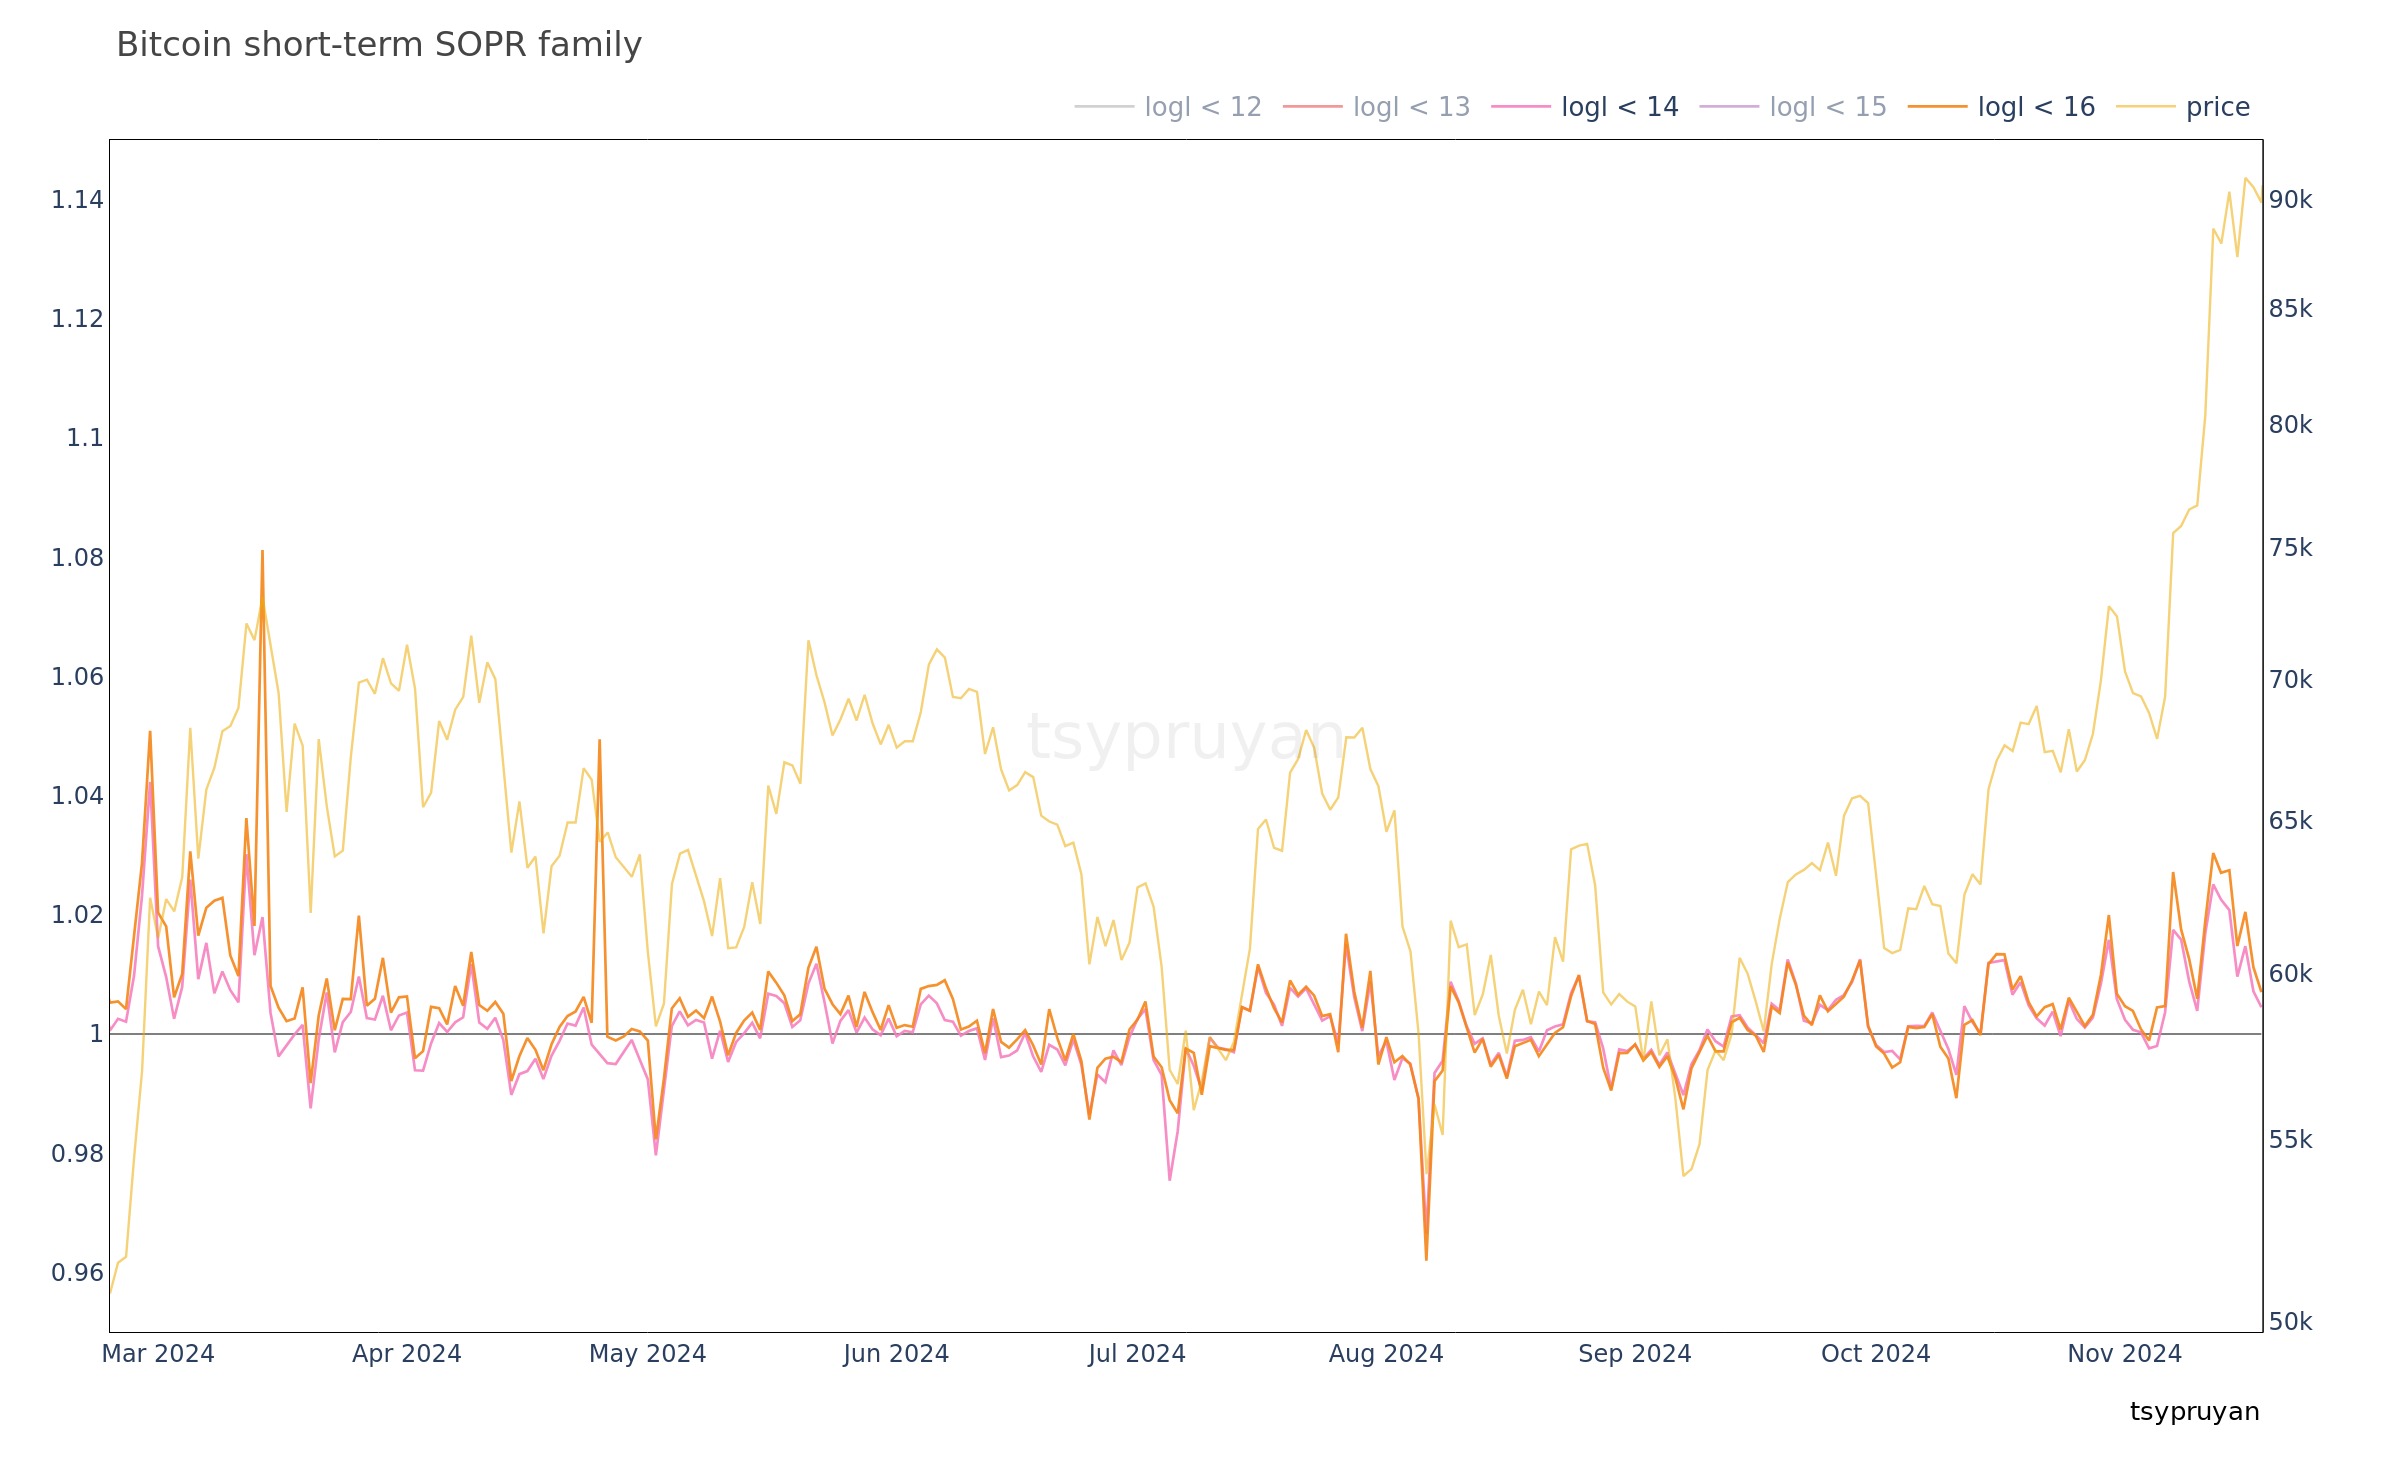 Bitcoin short-term SOPR family
logl < 12 logl < 13 logl < 14 logl < 15 logl < 16 price
1.14 90k
1.12 85k
1.1 80k
1.08 75k
1.06 70k
tsypruyan
1.04 65k
1.02 60k
1
0.98 55k
0.96 50k
Mar 2024 Apr 2024 May 2024 Jun 2024 Jul 2024 Aug 2024 Sep 2024 Oct 2024 Nov 2024
tsypruyan